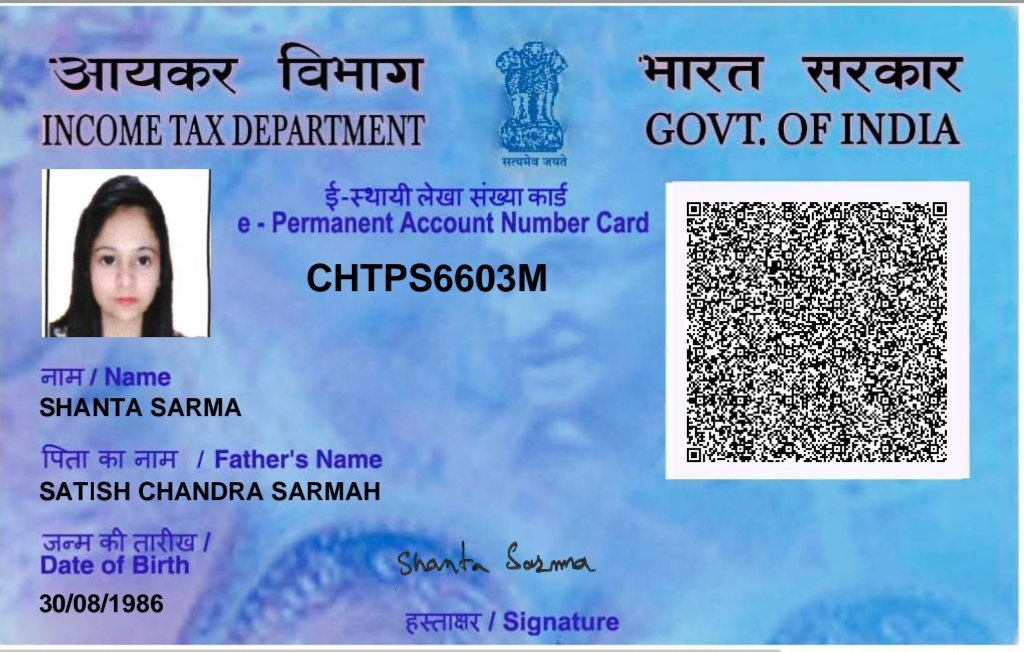 आयकर विभाग
INCOME TAX DEPARTMENT
सत्यमेव जयते
भारत सरकार
GOVT. OF INDIA
ई-स्थायी लेखा संख्या कार्ड
e - Permanent Account Number Card
CHTPS6603M
नाम / Name
SHANTA SARMA
पिता का नाम / Father's Name
SATISH CHANDRA SARMAH
जन्म की तारीख /
Date of Birth
30/08/1986
Shanta Sarma
हस्ताक्षर / Signature